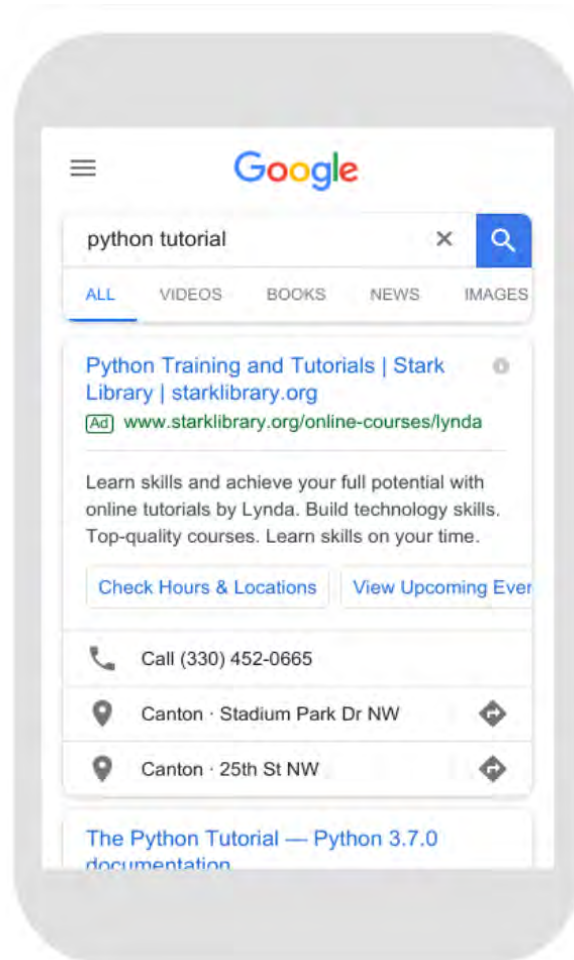 Google
python tutorial
ALL VIDEOS BOOKS NEWS IMAGES
Python Training and Tutorials | Stark
Library | starklibrary.org
Ad www.starklibrary.org/online-courses/lynda
Learn skills and achieve your full potential with
online tutorials by Lynda. Build technology skills.
Top-quality courses. Learn skills on your time.
Check Hours & Locations View Upcoming Ever
Call (330) 452-0665
Canton · Stadium Park Dr NW
Canton · 25th St NW
The Python Tutorial — Python 3.7.0
documentation